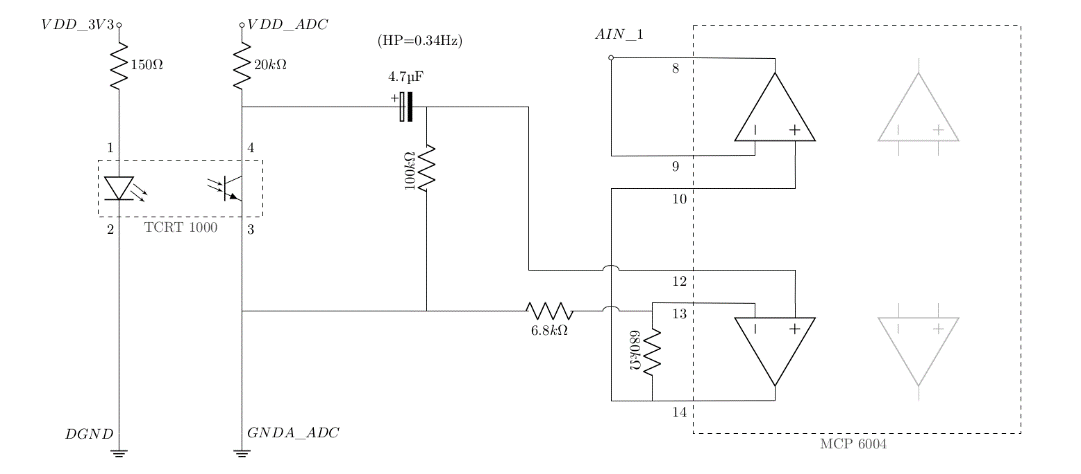 VDD_3V3
VDD_ADC
(HP=0.34Hz)
AIN_1
150Ω
20kΩ
4.7µF
+
8
1
4
100kΩ
9
10
TCRT 1000
2
3
12
13
6.8kΩ
680kΩ
14
DGND
GNDA_ADC
MCP 6004